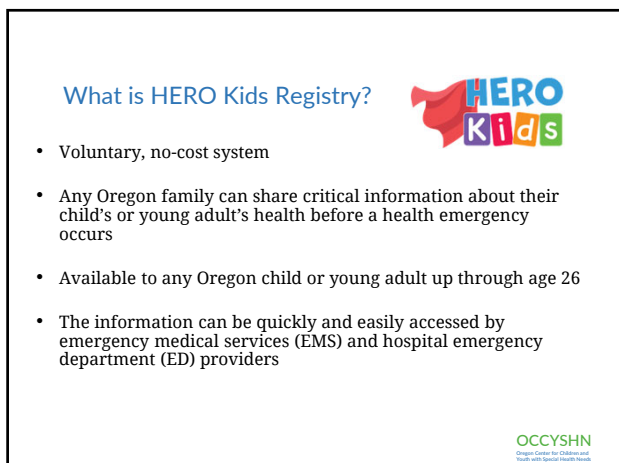 What is HERO Kids Registry?
HERO
Kids
• Voluntary, no-cost system
• Any Oregon family can share critical information about their
child’s or young adult’s health before a health emergency
occurs
• Available to any Oregon child or young adult up through age 26
• The information can be quickly and easily accessed by
emergency medical services (EMS) and hospital emergency
department (ED) providers
OCCYSHN
Oregon Center for Children and
Youth with Special Health Needs